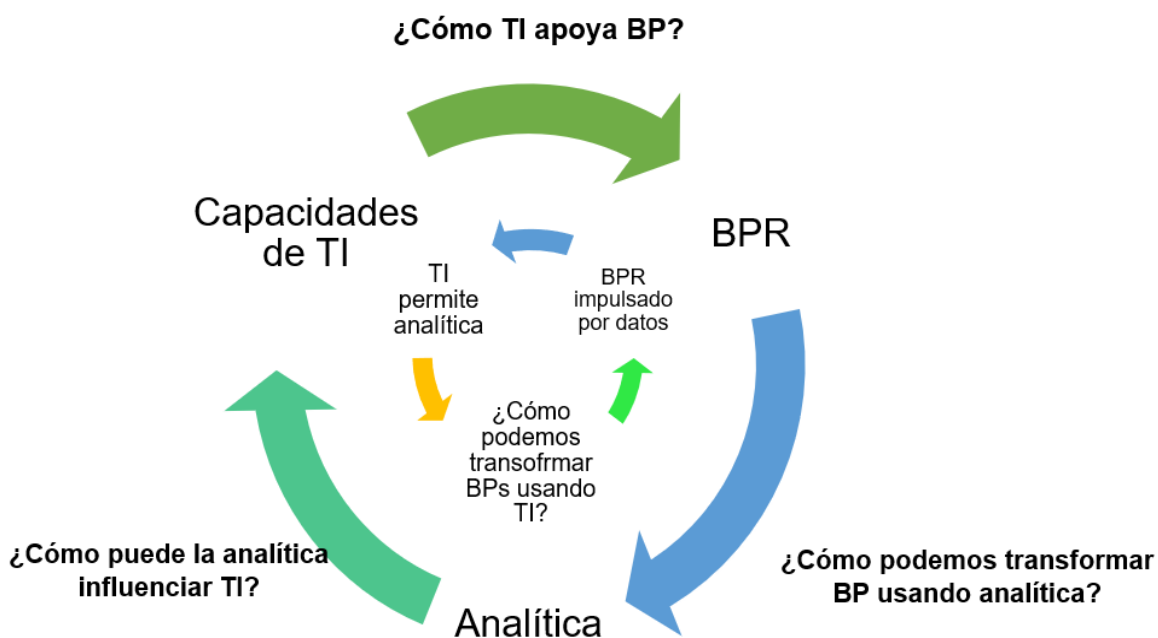 ¿Cómo TI apoya BP?
Capacidades
de TI
BPR
TI
permite
analítica
BPR
impulsado
por datos
¿Cómo
podemos
transofrmar
BPs usando
TI?
¿Cómo puede la analítica
influenciar TI?
¿Cómo podemos transformar
BP usando analítica?
Analítica